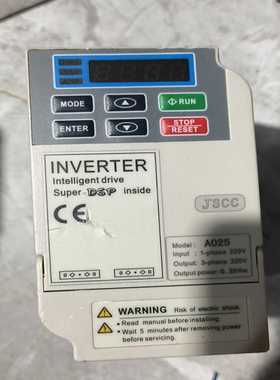 MODE
RUN
ENTER
STOP
RESET
INVERTER
Intelligent drive
Super DSP inside
CE
JSCC
Model: A025
Input: 1-phase 220V
Output: 3-phase 220V
Output power: 0.
WARNING Risk of electric shock.
• Read manual before installing.
• Wait 5 minutes after removing power
before servicing.